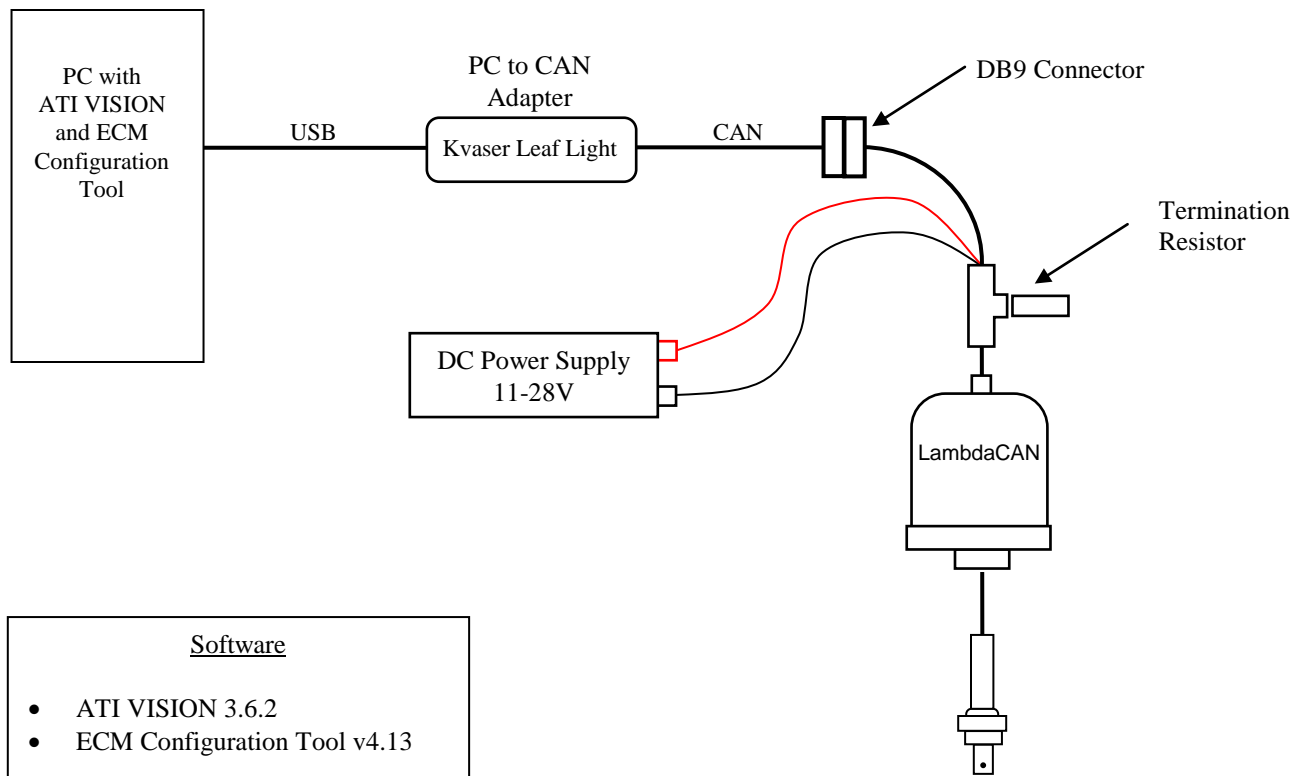 PC with
ATI VISION
and ECM
Configuration
Tool
USB
PC to CAN
Adapter
Kvaser Leaf Light
CAN
DB9 Connector
Termination
Resistor
DC Power Supply
11-28V
LambdaCAN
Software
• ATI VISION 3.6.2
• ECM Configuration Tool v4.13